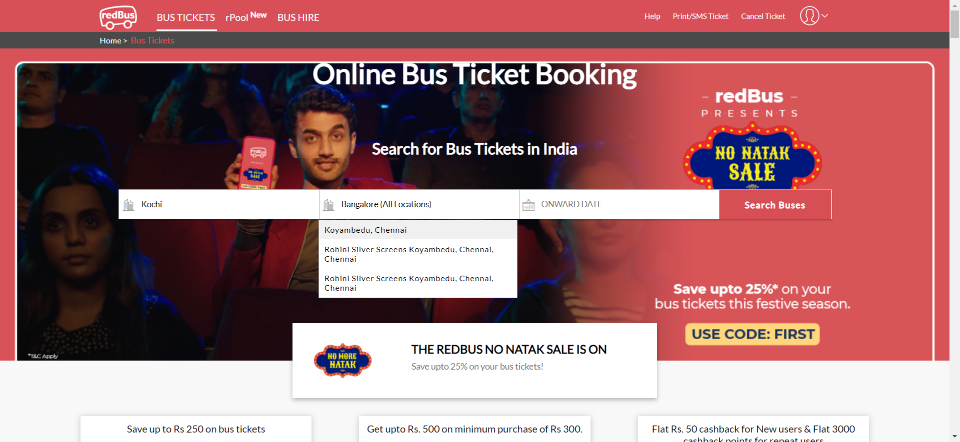 redBus
BUS TICKETS
rPool New
BUS HIRE
Help
Print/SMS Ticket
Cancel Ticket
Home > Bus Tickets
Online Bus Ticket Booking
Search for Bus Tickets in India
redBus
NO NATAK
SALE
redBus
PRESENTS
NO NATAK
SALE
Kochi
Bangalore (All Locations)
ONWARD DATE
Search Buses
Koyambedu, Chennai
Rohini Silver Screens Koyambedu, Chennai,
Chennai
Rohini Silver Screens Koyambedu, Chennai,
Chennai
Save upto 25%* on your
bus tickets this festive season.
USE CODE: FIRST
*T&C Apply
NO MORE
NATAK
THE REDBUS NO NATAK SALE IS ON
Save upto 25% on your bus tickets!
Save up to Rs 250 on bus tickets
Get upto Rs. 500 on minimum purchase of Rs 300.
Flat Rs. 50 cashback for New users & Flat 3000
cashback points for repeat users